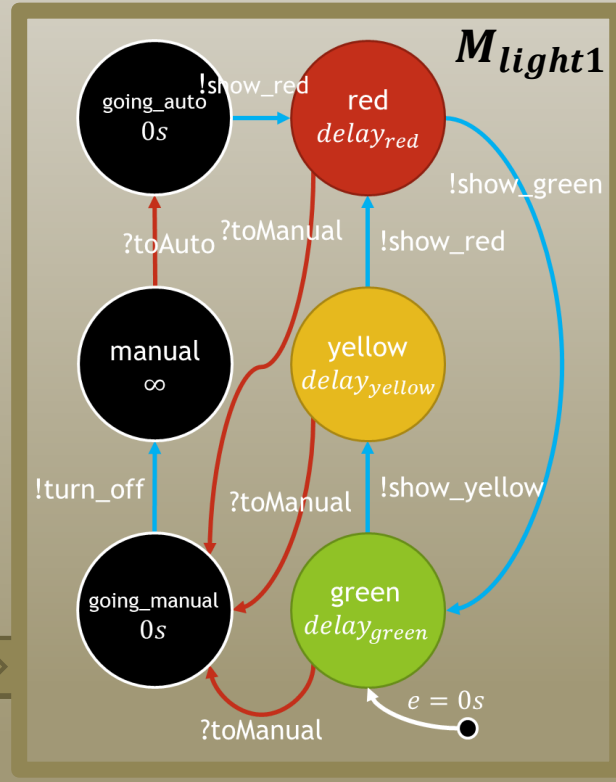 M_light1
going_auto
0s
!show_red
red
delay_red
!show_green
?toAuto
?toManual
!show_red
manual
∞
yellow
delay_yellow
!turn_off
?toManual
!show_yellow
going_manual
0s
green
delay_green
?toManual
e = 0s